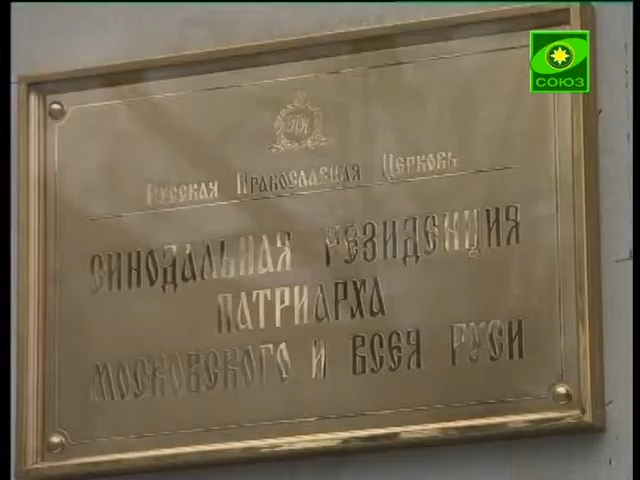 СОЮЗ
Русская Православная Церковь
СИНОДАЛЬНАЯ РЕЗИДЕНЦИЯ
ПАТРИАРХА
МОСКОВСКОГО И ВСЕЯ РУСИ